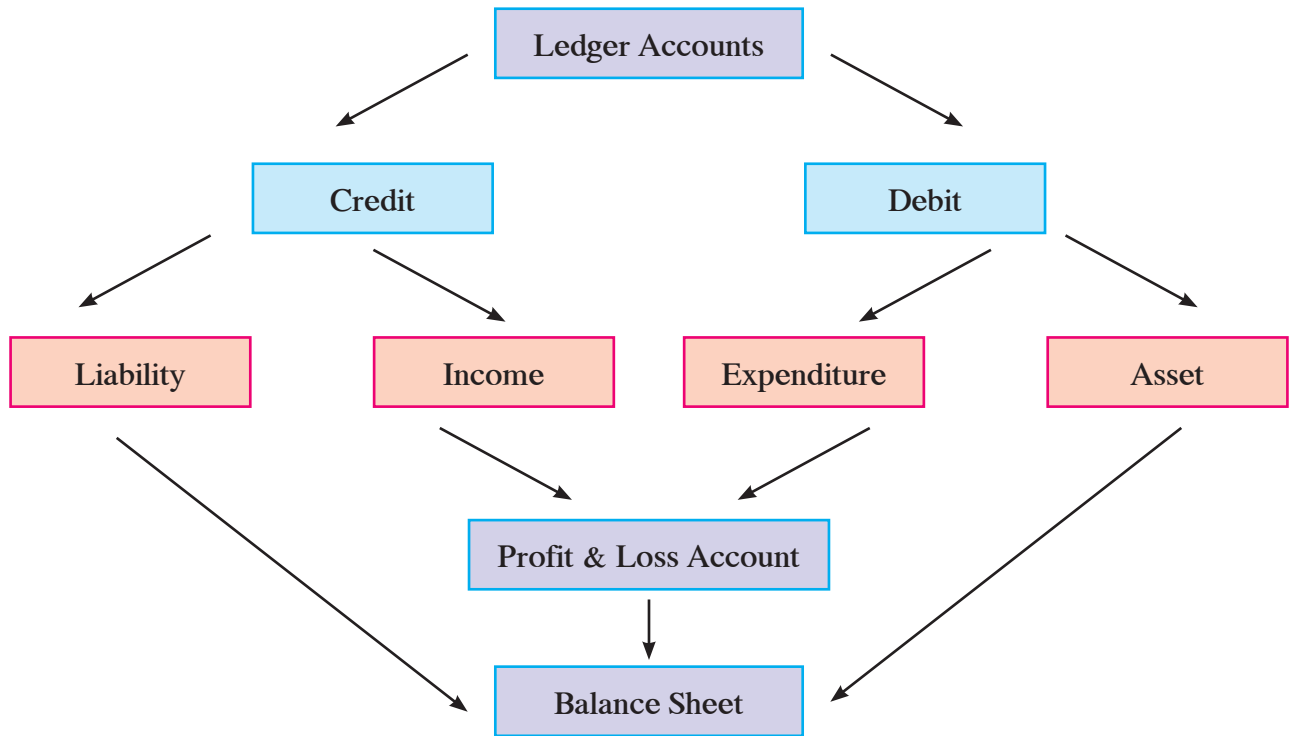 Ledger Accounts
Credit
Debit
Liability
Income
Expenditure
Asset
Profit & Loss Account
Balance Sheet